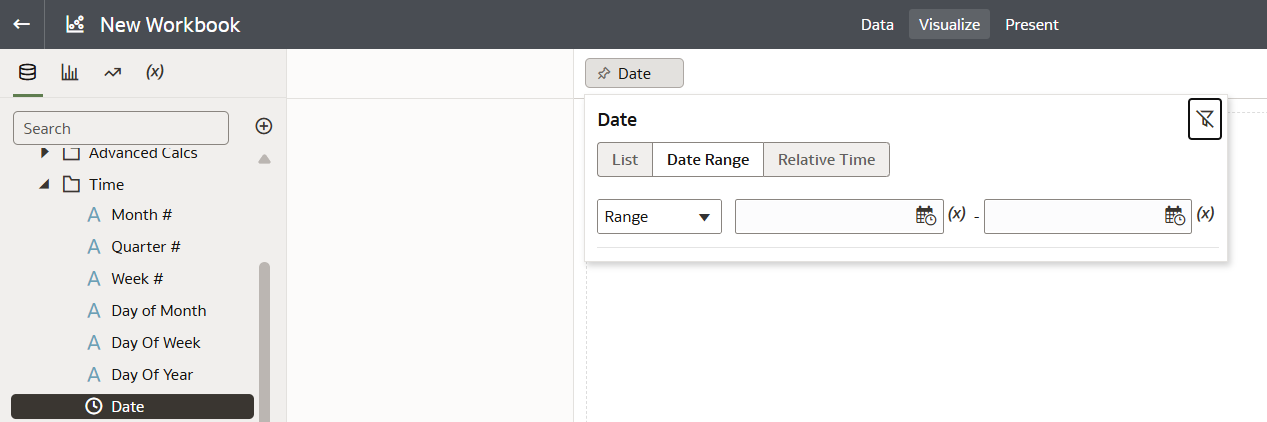 New Workbook
Data Visualize Present
(x)
Search
Advanced Calcs
Time
A Month #
A Quarter #
A Week #
A Day of Month
A Day Of Week
A Day Of Year
Date
Date
Date
List Date Range Relative Time
Range (x) - (x)